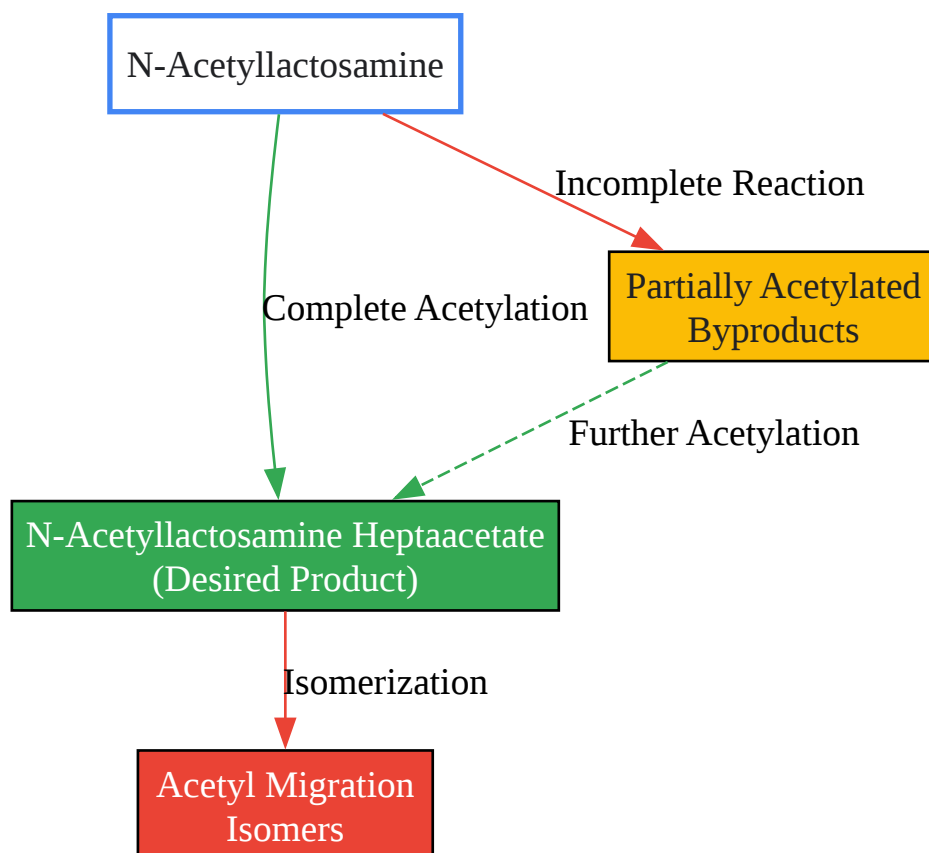 N-Acetyllactosamine
Incomplete Reaction
Partially Acetylated
Byproducts
Complete Acetylation
Further Acetylation
N-Acetyllactosamine Heptaacetate
(Desired Product)
Isomerization
Acetyl Migration
Isomers